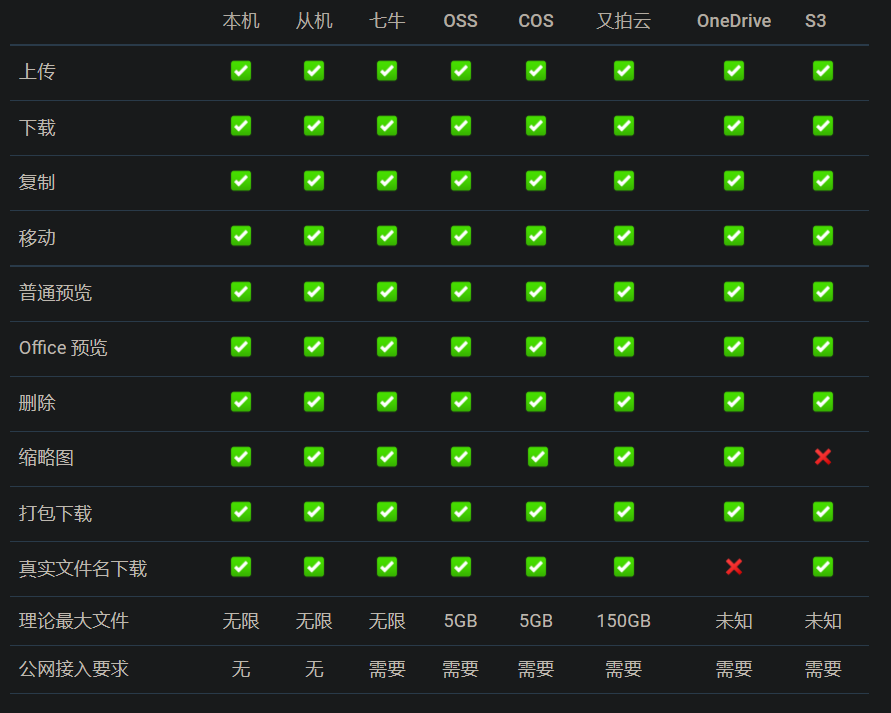 本机 从机 七牛 OSS COS 又拍云 OneDrive S3
上传 ✅ ✅ ✅ ✅ ✅ ✅ ✅ ✅
下载 ✅ ✅ ✅ ✅ ✅ ✅ ✅ ✅
复制 ✅ ✅ ✅ ✅ ✅ ✅ ✅ ✅
移动 ✅ ✅ ✅ ✅ ✅ ✅ ✅ ✅
普通预览 ✅ ✅ ✅ ✅ ✅ ✅ ✅ ✅
Office 预览 ✅ ✅ ✅ ✅ ✅ ✅ ✅ ✅
删除 ✅ ✅ ✅ ✅ ✅ ✅ ✅ ✅
缩略图 ✅ ✅ ✅ ✅ ✅ ✅ ✅ ❌
打包下载 ✅ ✅ ✅ ✅ ✅ ✅ ✅ ✅
真实文件名下载 ✅ ✅ ✅ ✅ ✅ ✅ ❌ ✅
理论最大文件 无限 无限 无限 5GB 5GB 150GB 未知 未知
公网接入要求 无 无 需要 需要 需要 需要 需要 需要